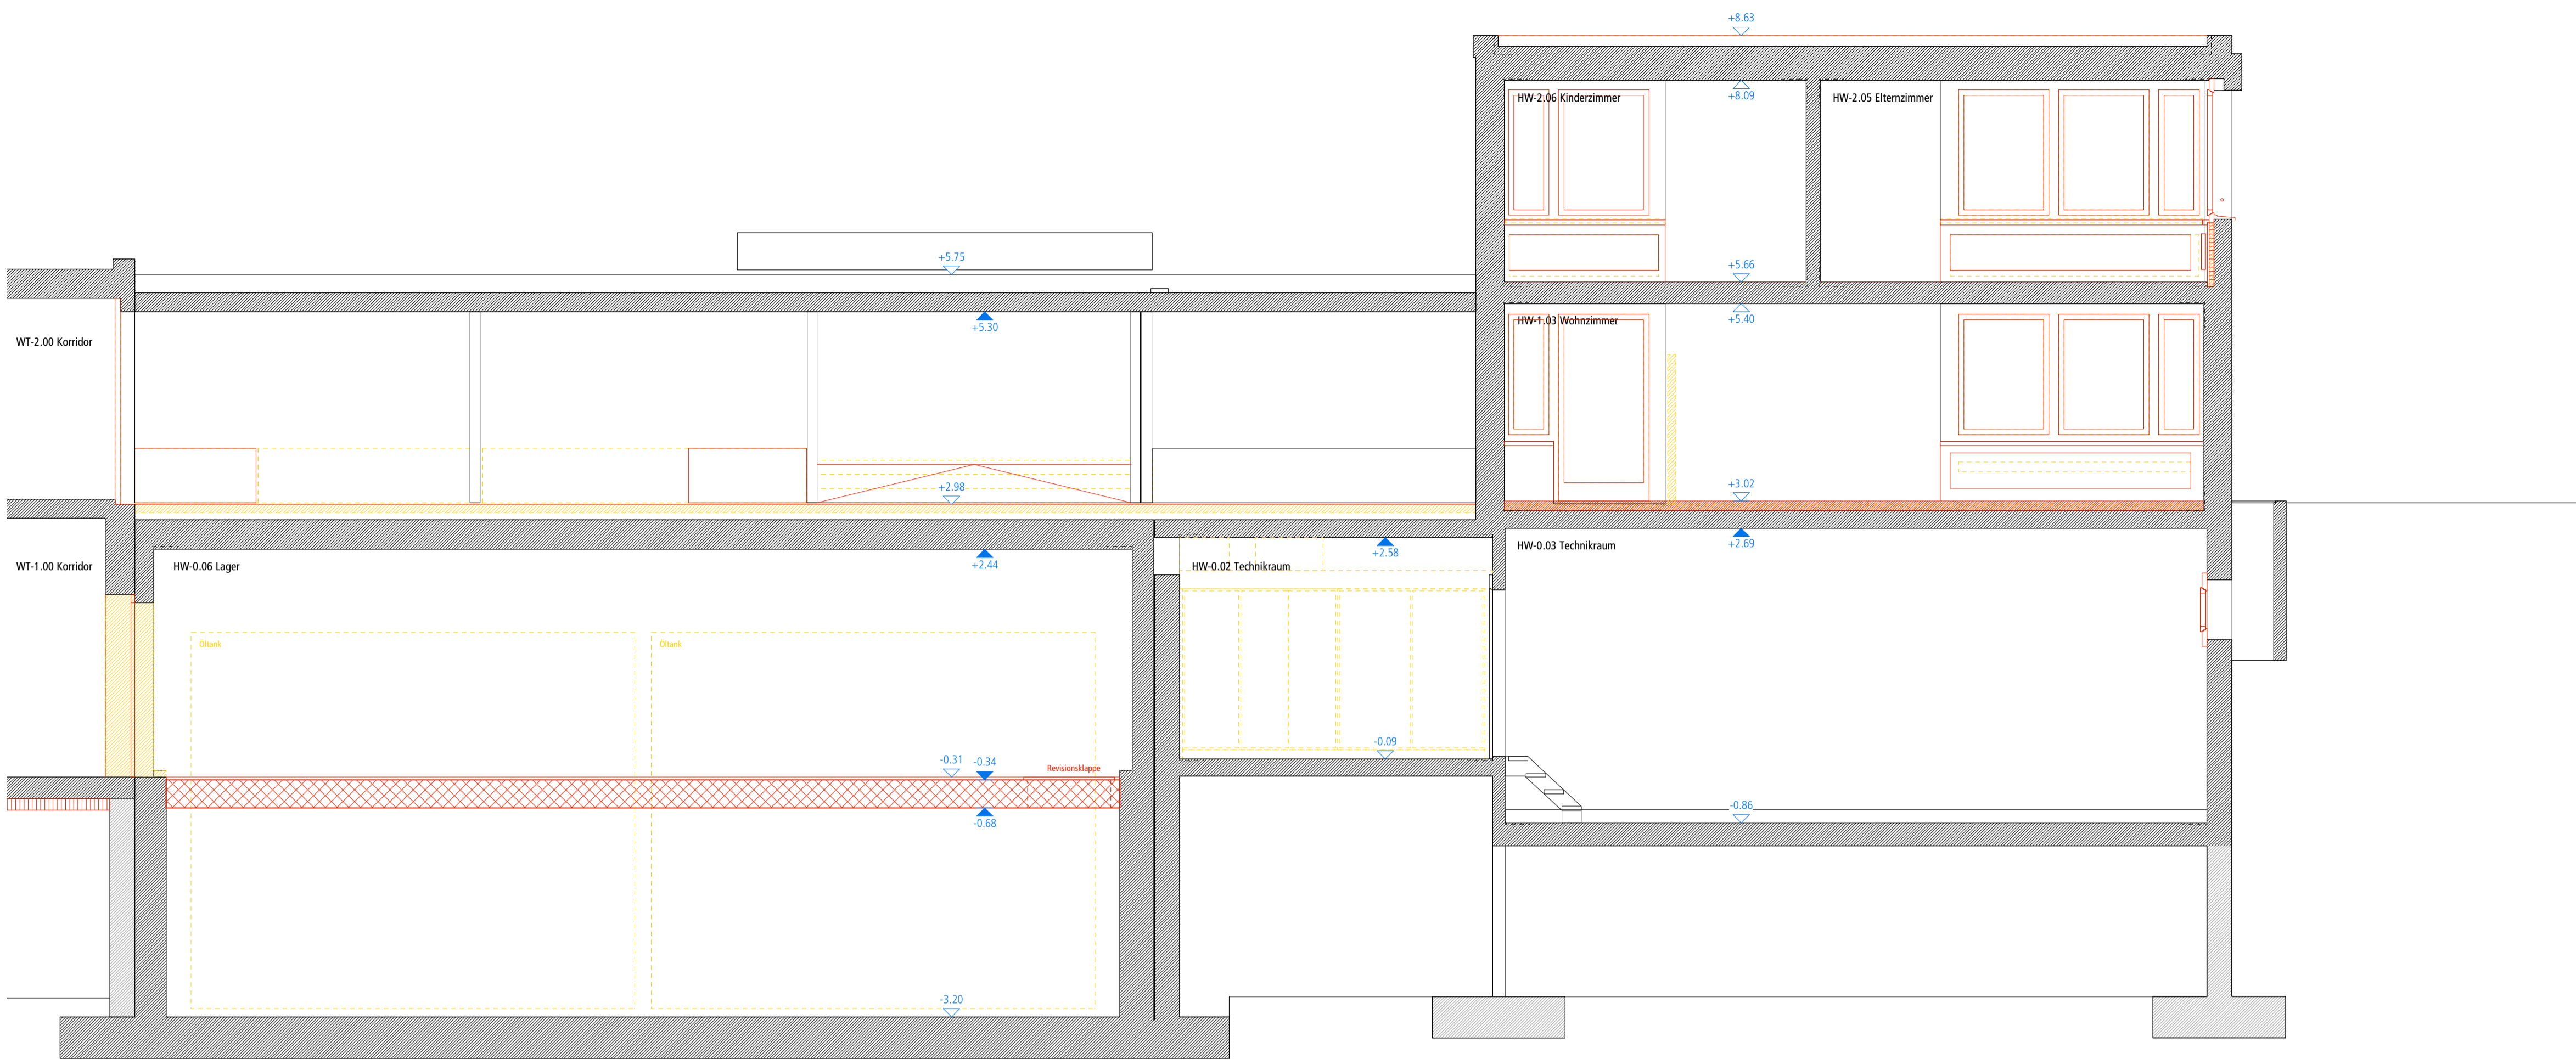 +8.63
+8.09
HW-2.06 Kinderzimmer
HW-2.05 Elternzimmer
+5.75
+5.66
+5.30
+5.40
HW-1.03 Wohnzimmer
WT-2.00 Korridor
+2.98
+3.02
+2.58
+2.69
HW-0.03 Technikraum
WT-1.00 Korridor
HW-0.06 Lager
+2.44
HW-0.02 Technikraum
Öltank
Öltank
-0.09
-0.31
-0.34
Revisionsklappe
-0.68
-0.86
-3.20